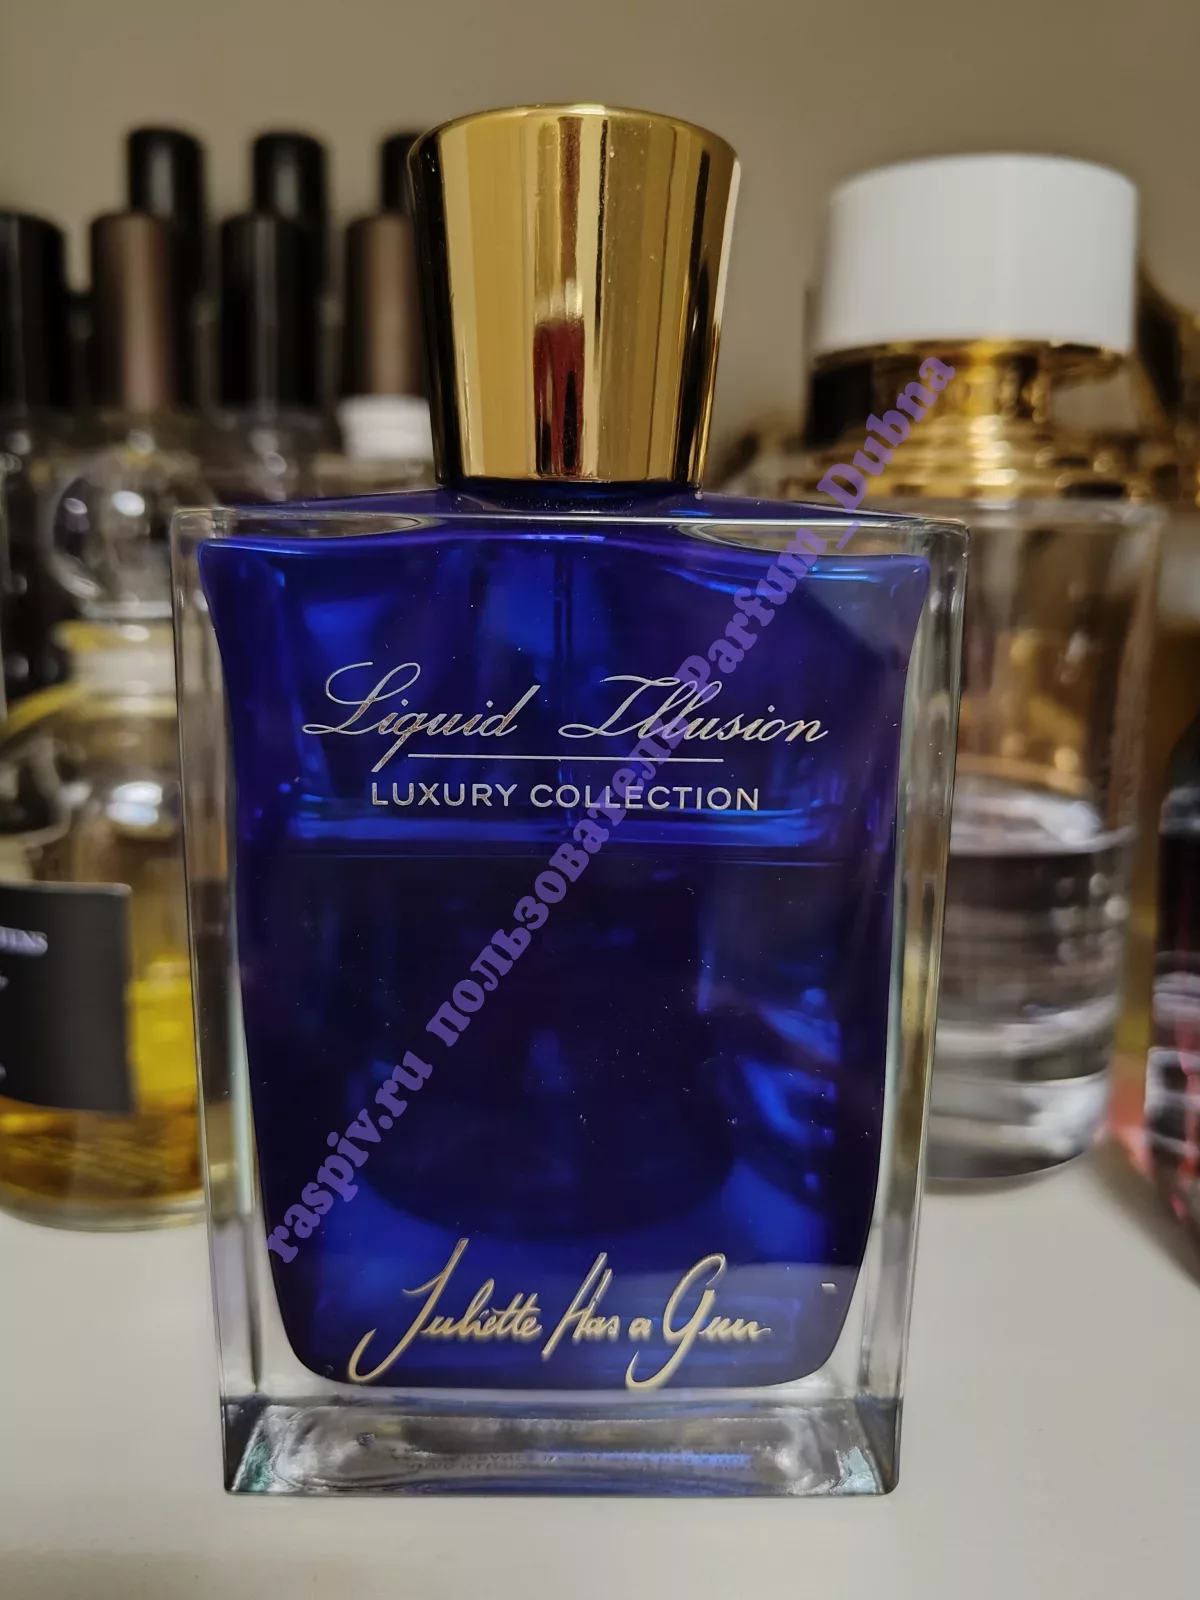 Liquid Illusion
LUXURY COLLECTION
raspiv.ru пользователь Parfum_Dubna
Juliette Has a Gun